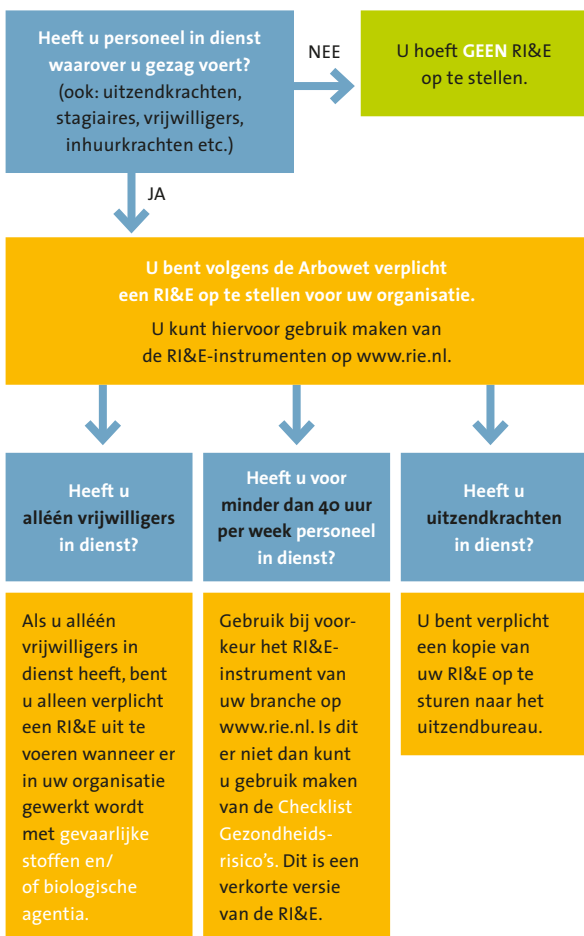 Heeft u personeel in dienst
waarover u gezag voert?
(ook: uitzendkrachten,
stagiaires, vrijwilligers,
inhuurkrachten etc.)
NEE
U hoeft GEEN RI&E
op te stellen.
JA
U bent volgens de Arbowet verplicht
een RI&E op te stellen voor uw organisatie.
U kunt hiervoor gebruik maken van
de RI&E-instrumenten op www.rie.nl.
Heeft u
alléén vrijwilligers
in dienst?
Heeft u voor
minder dan 40 uur
per week personeel
in dienst?
Heeft u
uitzendkrachten
in dienst?
Als u alléén
vrijwilligers in
dienst heeft, bent
u alleen verplicht
een RI&E uit te
voeren wanneer er
in uw organisatie
gewerkt wordt
met gevaarlijke
stoffen en/
of biologische
agentia.
Gebruik bij voor-
keur het RI&E-
instrument van
uw branche op
www.rie.nl. Is dit
er niet dan kunt
u gebruik maken
van de Checklist
Gezondheids-
risico's. Dit is een
verkorte versie
van de RI&E.
U bent verplicht
een kopie van
uw RI&E op te
sturen naar het
uitzendbureau.